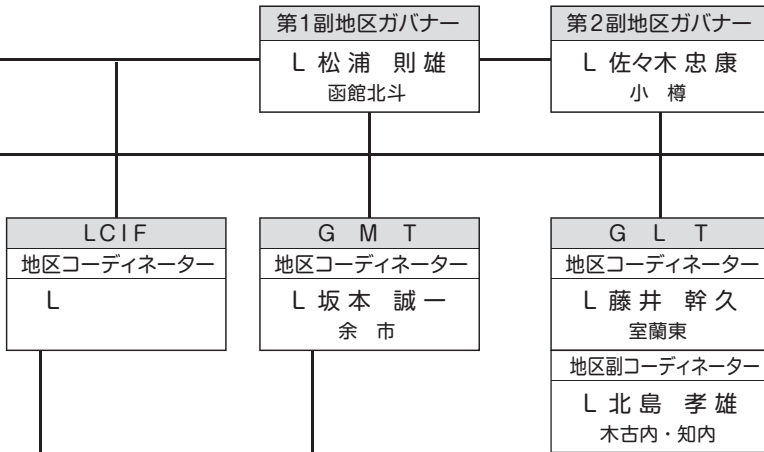 第1副地区ガバナー
L 松浦 則雄
函館北斗
第2副地区ガバナー
L 佐々木忠康
小 樽
LCIF
地区コーディネーター
L
G M T
地区コーディネーター
L 坂本 誠一
余 市
G L T
地区コーディネーター
L 藤井 幹久
室蘭東
地区副コーディネーター
L 北島 孝雄
木古内・知内